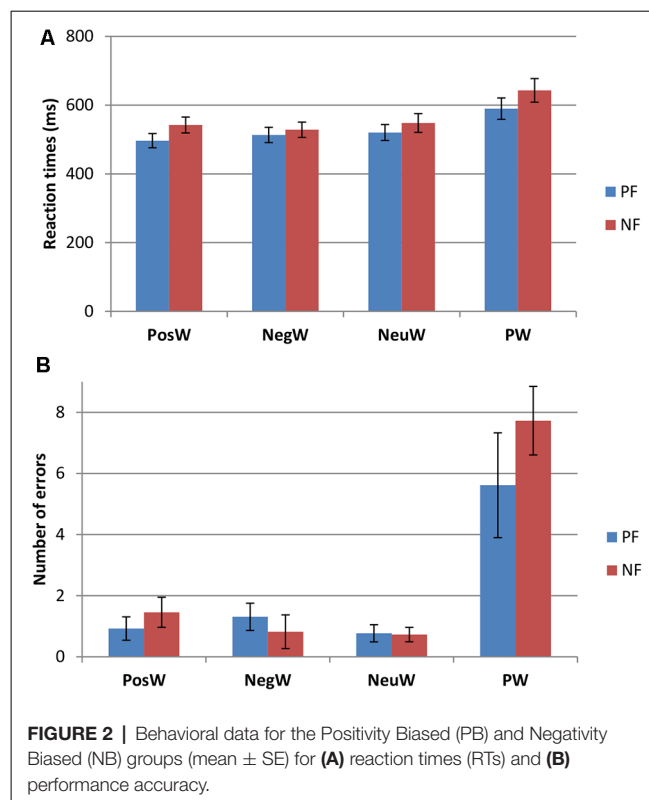 A
800
600
400
200
0
Reaction times (ms)
PosW NegW NeuW PW
PF
NF
B
8
6
4
2
0
Number of errors
PosW NegW NeuW PW
PF
NF
FIGURE 2 | Behavioral data for the Positivity Biased (PB) and Negativity
Biased (NB) groups (mean ± SE) for (A) reaction times (RTs) and (B)
performance accuracy.